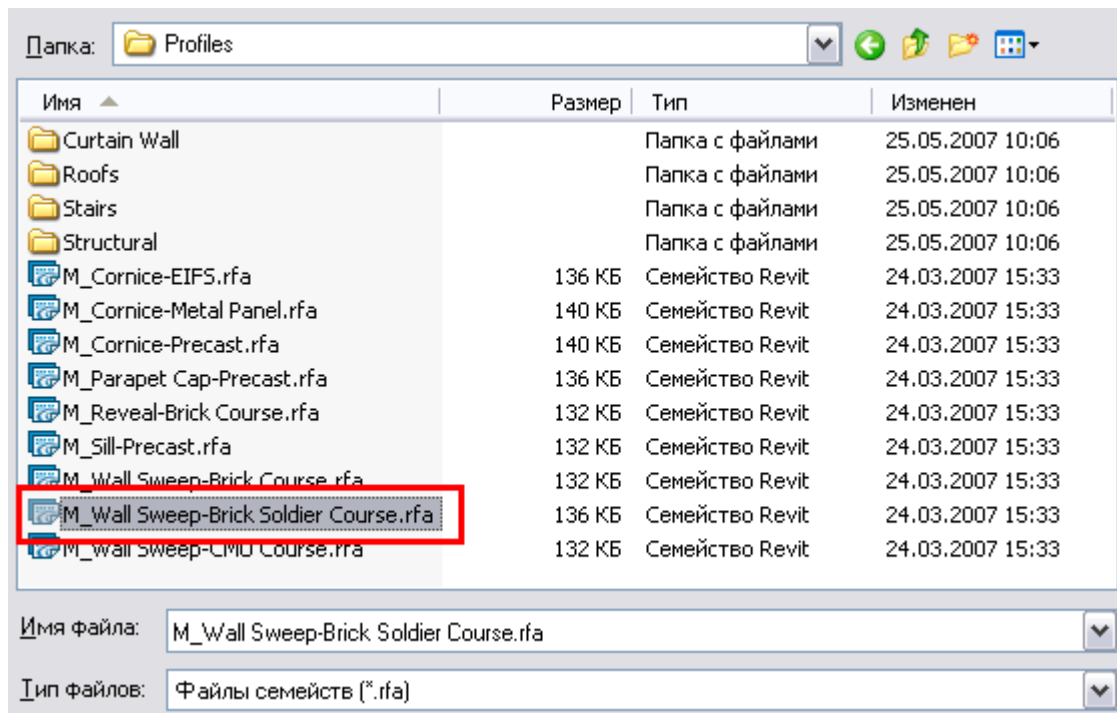 Папка: Profiles
Имя Размер Тип Изменен
Curtain Wall Папка с файлами 25.05.2007 10:06
Roofs Папка с файлами 25.05.2007 10:06
Stairs Папка с файлами 25.05.2007 10:06
Structural Папка с файлами 25.05.2007 10:06
M_Cornice-EIFS.rfa 136 КБ Семейство Revit 24.03.2007 15:33
M_Cornice-Metal Panel.rfa 140 КБ Семейство Revit 24.03.2007 15:33
M_Cornice-Precast.rfa 140 КБ Семейство Revit 24.03.2007 15:33
M_Parapet Cap-Precast.rfa 136 КБ Семейство Revit 24.03.2007 15:33
M_Reveal-Brick Course.rfa 132 КБ Семейство Revit 24.03.2007 15:33
M_Sill-Precast.rfa 132 КБ Семейство Revit 24.03.2007 15:33
M_Wall Sweep-Brick Course.rfa 132 КБ Семейство Revit 24.03.2007 15:33
M_Wall Sweep-Brick Soldier Course.rfa 136 КБ Семейство Revit 24.03.2007 15:33
M_Wall Sweep-CMU Course.rfa 132 КБ Семейство Revit 24.03.2007 15:33
Имя файла: M_Wall Sweep-Brick Soldier Course.rfa
Тип файлов: Файлы семейств (*.rfa)